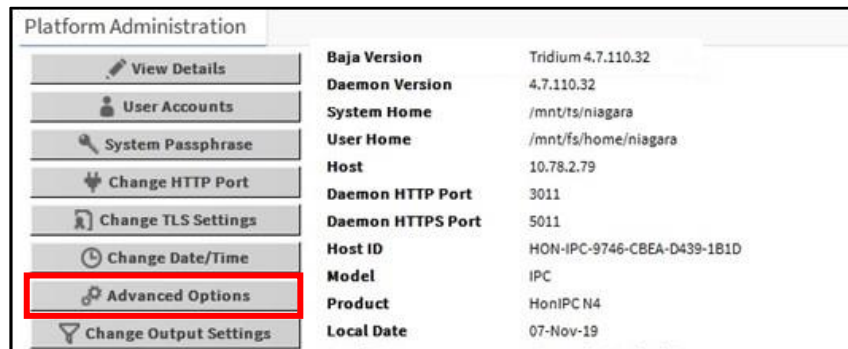 Platform Administration
View Details
User Accounts
System Passphrase
Change HTTP Port
Change TLS Settings
Change Date/Time
Advanced Options
Change Output Settings
Baja Version Tridium 4.7.110.32
Daemon Version 4.7.110.32
System Home /mnt/ts/niagara
User Home /mnt/fs/home/niagara
Host 10.78.2.79
Daemon HTTP Port 3011
Daemon HTTPS Port 5011
Host ID HON-IPC-9746-CBEA-D439-1B1D
Model IPC
Product HonIPC N4
Local Date 07-Nov-19